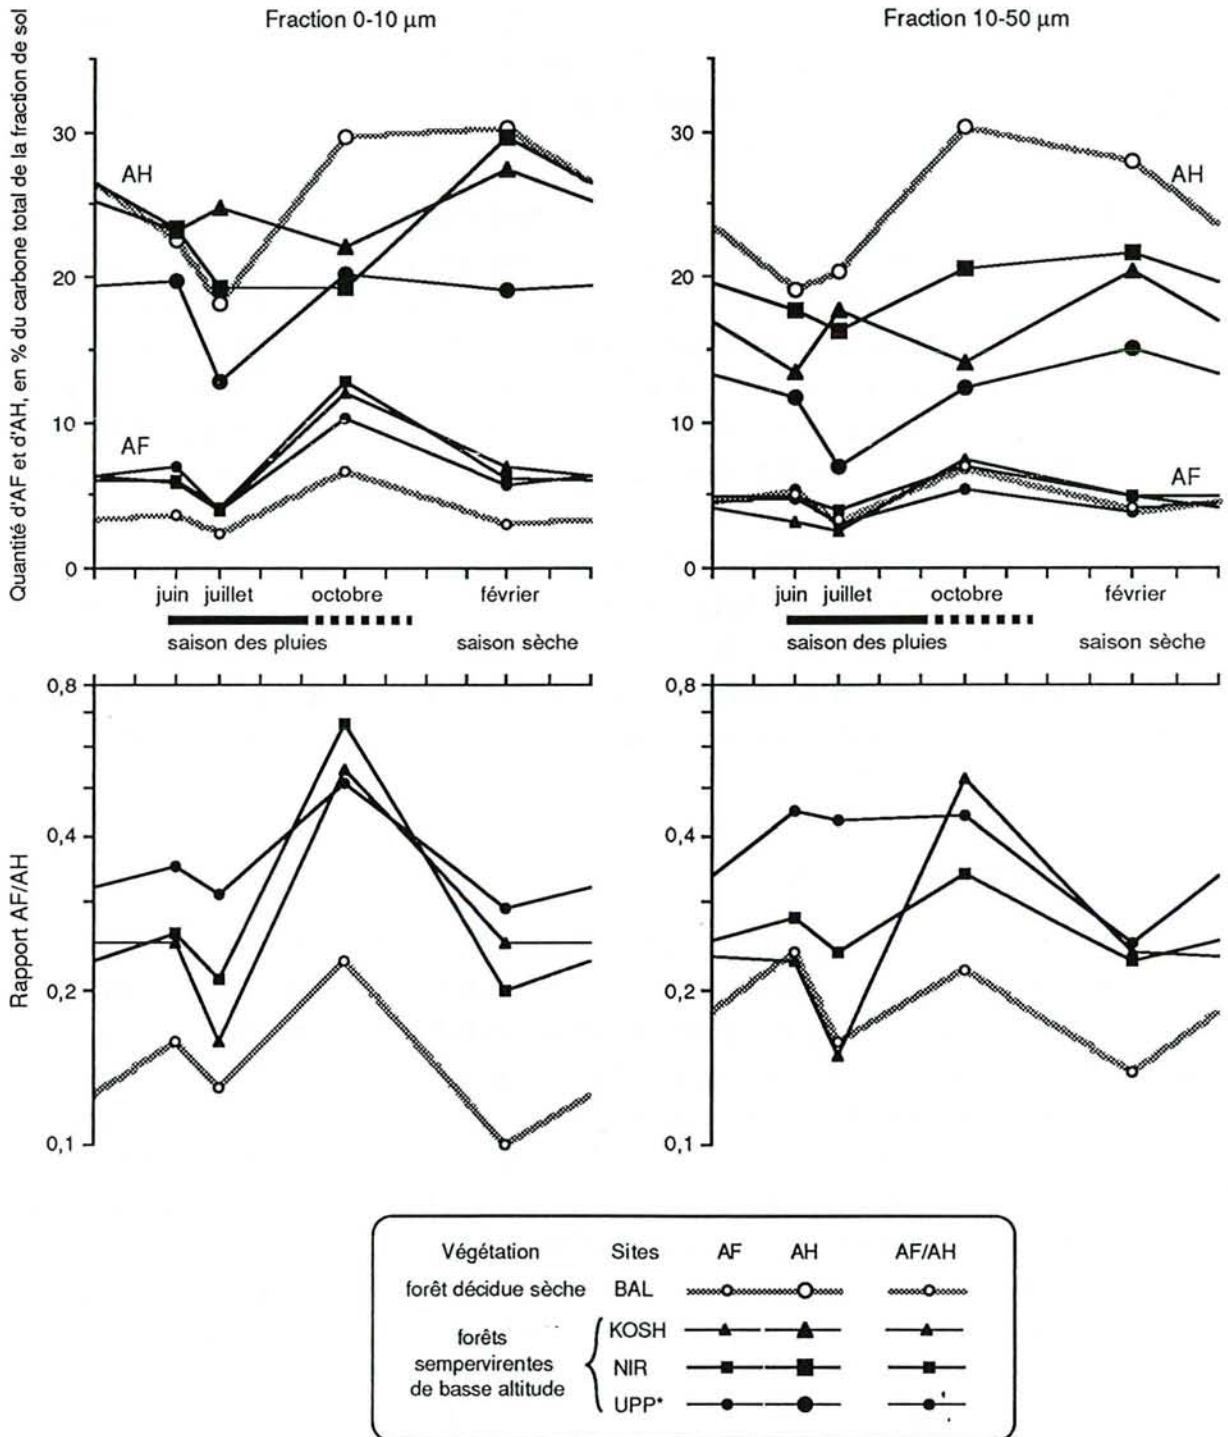 Fraction 0-10 µm
Fraction 10-50 µm
Quantité d'AF et d'AH, en % du carbone total de la fraction de sol
30
20
10
0
AH
AF
30
20
10
0
AH
AF
juin juillet octobre février
saison des pluies saison sèche
juin juillet octobre février
saison des pluies saison sèche
Rapport AF/AH
0,8
0,4
0,2
0,1
0,8
0,4
0,2
0,1
Végétation Sites AF AH AF/AH
forêt décidue sèche BAL
forêts sempervirentes de basse altitude
KOSH
NIR
UPP*